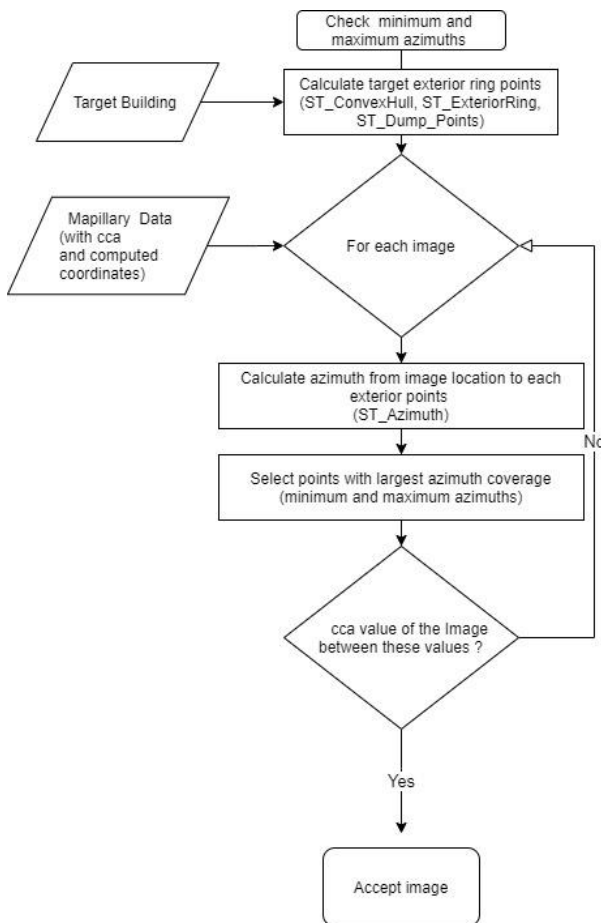 Check minimum and
maximum azimuths
Target Building
Calculate target exterior ring points
(ST_ConvexHull, ST_ExteriorRing,
ST_Dump_Points)
Mapillary Data
(with cca
and computed
coordinates)
For each image
Calculate azimuth from image location to each
exterior points
(ST_Azimuth)
No
Select points with largest azimuth coverage
(minimum and maximum azimuths)
cca value of the Image
between these values ?
Yes
Accept image